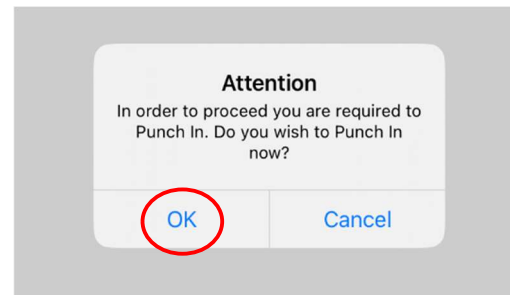 Attention
In order to proceed you are required to
Punch In. Do you wish to Punch In
now?
OK
Cancel